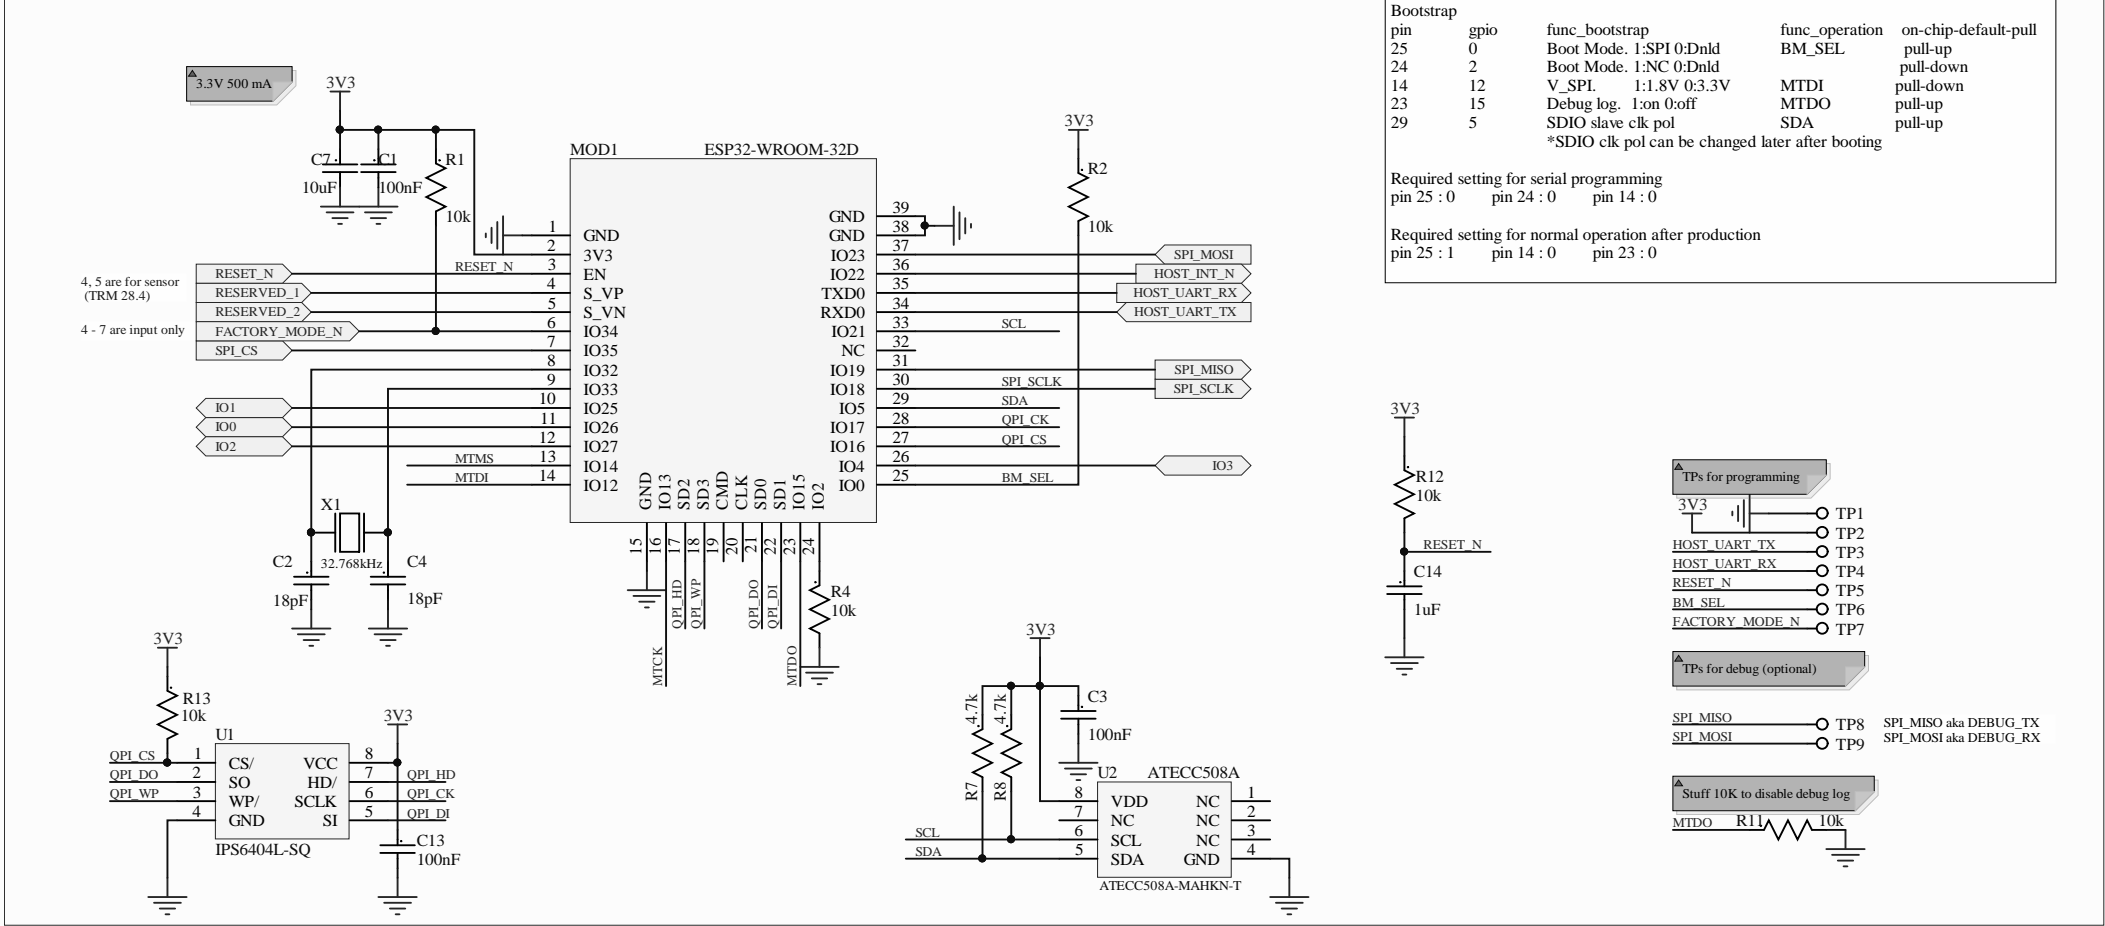 Bootstrap
pin gpio func_bootstrap func_operation on-chip-default-pull
25 0 Boot Mode. 1:SPI 0:Dnld BM_SEL pull-up
24 2 Boot Mode. 1:NC 0:Dnld pull-down
14 12 V_SPI. 1:1.8V 0:3.3V MTDI pull-down
23 15 Debug log. 1:on 0:off MTDO pull-up
29 5 SDIO slave clk pol SDA pull-up
*SDIO clk pol can be changed later after booting
Required setting for serial programming
pin 25 : 0 pin 24 : 0 pin 14 : 0
Required setting for normal operation after production
pin 25 : 1 pin 14 : 0 pin 23 : 0
3.3V 500 mA
3V3
C7
10uF
C1
100nF
R1
10k
MOD1 ESP32-WROOM-32D
3V3
R2
10k
4, 5 are for sensor
(TRM 28.4)
4 - 7 are input only
1 GND
2 3V3
RESET_N RESET_N 3 EN
RESERVED_1 4 S_VP
RESERVED_2 5 S_VN
FACTORY_MODE_N 6 IO34
SPI_CS 7 IO35
8 IO32
9 IO33
IO1 10 IO25
IO0 11 IO26
IO2 12 IO27
MTMS 13 IO14
MTDI 14 IO12
GND 39
GND 38
IO23 37 SPI_MOSI
IO22 36 HOST_INT_N
TXD0 35 HOST_UART_RX
RXD0 34 HOST_UART_TX
IO21 33 SCL
NC 32
IO19 31 SPI_MISO
IO18 30 SPI_SCLK SPI_SCLK
IO5 29 SDA
IO17 28 QPI_CK
IO16 27 QPI_CS
IO4 26 IO3
IO0 25 BM_SEL
GND 15
IO13 16 MTCK
SD2 17 QPI_HD
SD3 18 QPI_WP
CMD 19
CLK 20
SD0 21 QPI_DO
SD1 22 QPI_DI
IO15 23 MTDO
IO2 24
R4
10k
X1
32.768kHz
C2
18pF
C4
18pF
3V3
R13
10k
3V3
U1
QPI_CS 1 CS/ VCC 8
QPI_DO 2 SO HD/ 7 QPI_HD
QPI_WP 3 WP/ SCLK 6 QPI_CK
4 GND SI 5 QPI_DI
IPS6404L-SQ
C13
100nF
3V3
R7 4.7k
R8 4.7k
C3
100nF
U2 ATECC508A
8 VDD NC 1
7 NC NC 2
SCL 6 SCL NC 3
SDA 5 SDA GND 4
ATECC508A-MAHKN-T
3V3
R12
10k
RESET_N
C14
1uF
TPs for programming
3V3
TP1
TP2
HOST_UART_TX TP3
HOST_UART_RX TP4
RESET_N TP5
BM_SEL TP6
FACTORY_MODE_N TP7
TPs for debug (optional)
SPI_MISO TP8 SPI_MISO aka DEBUG_TX
SPI_MOSI TP9 SPI_MOSI aka DEBUG_RX
Stuff 10K to disable debug log
MTDO R11 10k